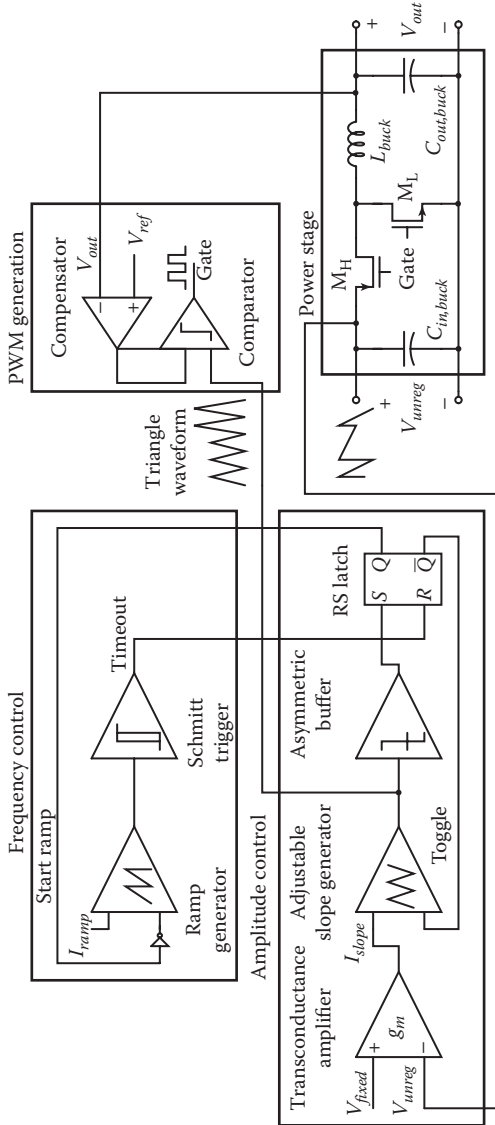 Frequency control
Start ramp
I_ramp
Ramp
generator
Schmitt
trigger
Timeout
Amplitude control
Transconductance
amplifier
V_fixed
V_unreg
+
−
g_m
I_slope
Adjustable
slope generator
Toggle
Asymmetric
buffer
RS latch
S
Q
R
Q̅
Triangle
waveform
PWM generation
Compensator
V_out
V_ref
−
+
Gate
Comparator
Power stage
V_unreg
+
−
C_in,buck
M_H
Gate
M_L
L_buck
C_out,buck
+
V_out
−